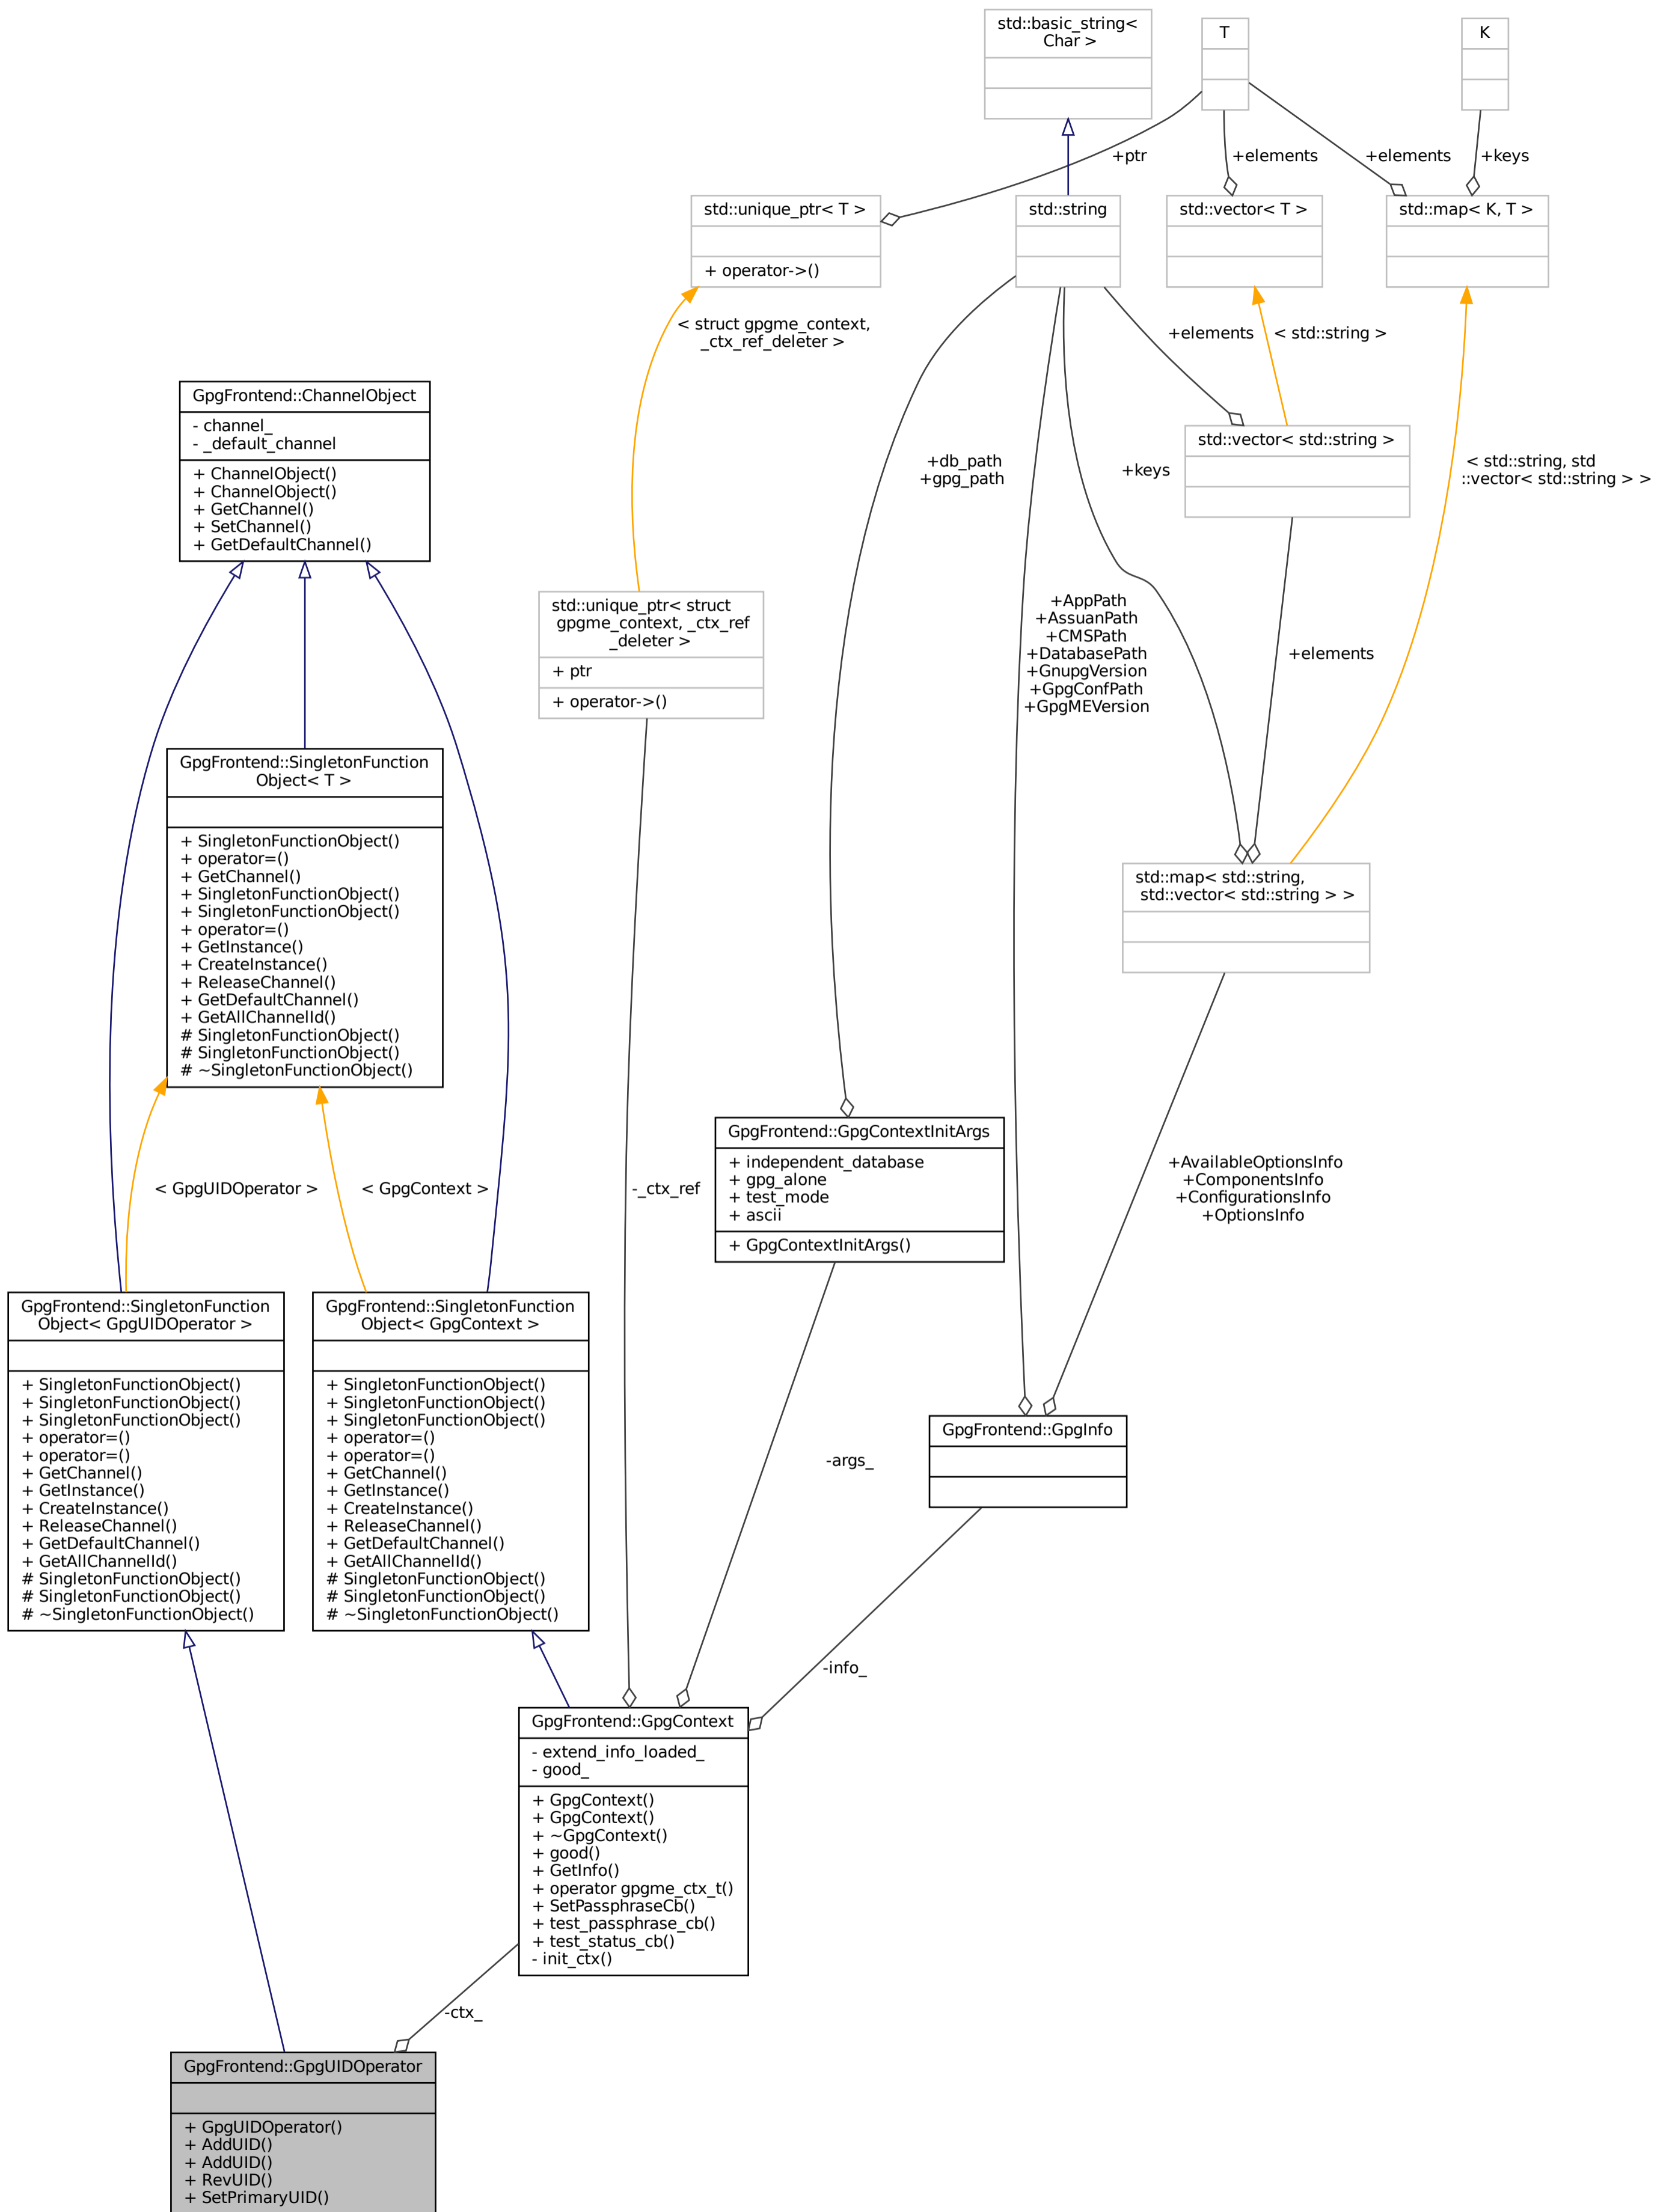 std::basic_string<
Char >
T
K
+ptr
+elements
+elements
+keys
std::unique_ptr< T >
+ operator->()
std::string
std::vector< T >
std::map< K, T >
< struct gpgme_context,
_ctx_ref_deleter >
+elements
< std::string >
GpgFrontend::ChannelObject
- channel_
- _default_channel
+ ChannelObject()
+ ChannelObject()
+ GetChannel()
+ SetChannel()
+ GetDefaultChannel()
+db_path
+gpg_path
+keys
std::vector< std::string >
< std::string, std
::vector< std::string > >
std::unique_ptr< struct
gpgme_context, _ctx_ref
_deleter >
+ ptr
+ operator->()
+AppPath
+AssuanPath
+CMSPath
+DatabasePath
+GnupgVersion
+GpgConfPath
+GpgMEVersion
+elements
GpgFrontend::SingletonFunction
Object< T >
+ SingletonFunctionObject()
+ operator=()
+ GetChannel()
+ SingletonFunctionObject()
+ SingletonFunctionObject()
+ operator=()
+ GetInstance()
+ CreateInstance()
+ ReleaseChannel()
+ GetDefaultChannel()
+ GetAllChannelId()
# SingletonFunctionObject()
# SingletonFunctionObject()
# ~SingletonFunctionObject()
std::map< std::string,
std::vector< std::string > >
< GpgUIDOperator >
< GpgContext >
-_ctx_ref
GpgFrontend::GpgContextInitArgs
+ independent_database
+ gpg_alone
+ test_mode
+ ascii
+ GpgContextInitArgs()
+AvailableOptionsInfo
+ComponentsInfo
+ConfigurationsInfo
+OptionsInfo
GpgFrontend::SingletonFunction
Object< GpgUIDOperator >
+ SingletonFunctionObject()
+ SingletonFunctionObject()
+ SingletonFunctionObject()
+ operator=()
+ operator=()
+ GetChannel()
+ GetInstance()
+ CreateInstance()
+ ReleaseChannel()
+ GetDefaultChannel()
+ GetAllChannelId()
# SingletonFunctionObject()
# SingletonFunctionObject()
# ~SingletonFunctionObject()
GpgFrontend::SingletonFunction
Object< GpgContext >
+ SingletonFunctionObject()
+ SingletonFunctionObject()
+ SingletonFunctionObject()
+ operator=()
+ operator=()
+ GetChannel()
+ GetInstance()
+ CreateInstance()
+ ReleaseChannel()
+ GetDefaultChannel()
+ GetAllChannelId()
# SingletonFunctionObject()
# SingletonFunctionObject()
# ~SingletonFunctionObject()
-args_
GpgFrontend::GpgInfo
-info_
GpgFrontend::GpgContext
- extend_info_loaded_
- good_
+ GpgContext()
+ GpgContext()
+ ~GpgContext()
+ good()
+ GetInfo()
+ operator gpgme_ctx_t()
+ SetPassphraseCb()
+ test_passphrase_cb()
+ test_status_cb()
- init_ctx()
-ctx_
GpgFrontend::GpgUIDOperator
+ GpgUIDOperator()
+ AddUID()
+ AddUID()
+ RevUID()
+ SetPrimaryUID()